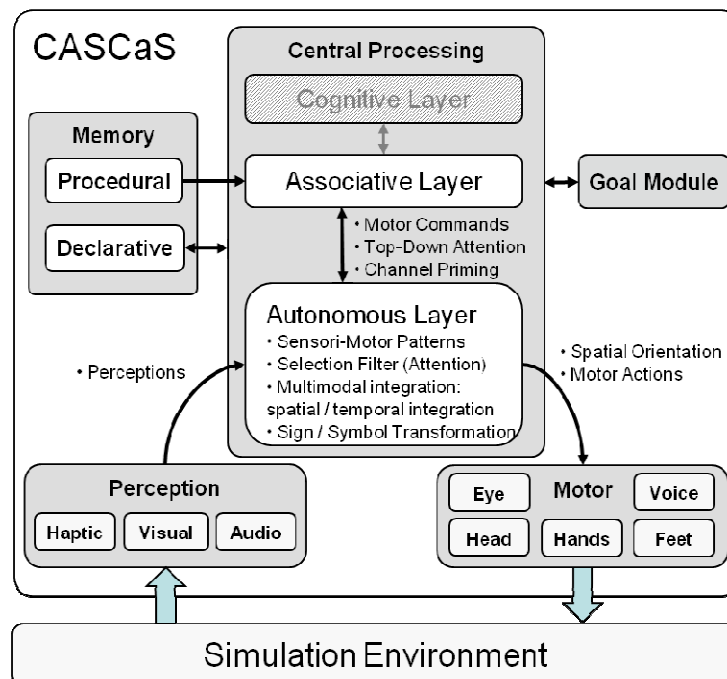 CASCaS
Central Processing
Cognitive Layer
Memory
Procedural
Declarative
Associative Layer
Goal Module
• Motor Commands
• Top-Down Attention
• Channel Priming
Autonomous Layer
• Sensori-Motor Patterns
• Selection Filter (Attention)
• Multimodal integration:
spatial / temporal integration
• Sign / Symbol Transformation
• Perceptions
• Spatial Orientation
• Motor Actions
Perception
Haptic
Visual
Audio
Motor
Eye
Voice
Head
Hands
Feet
Simulation Environment